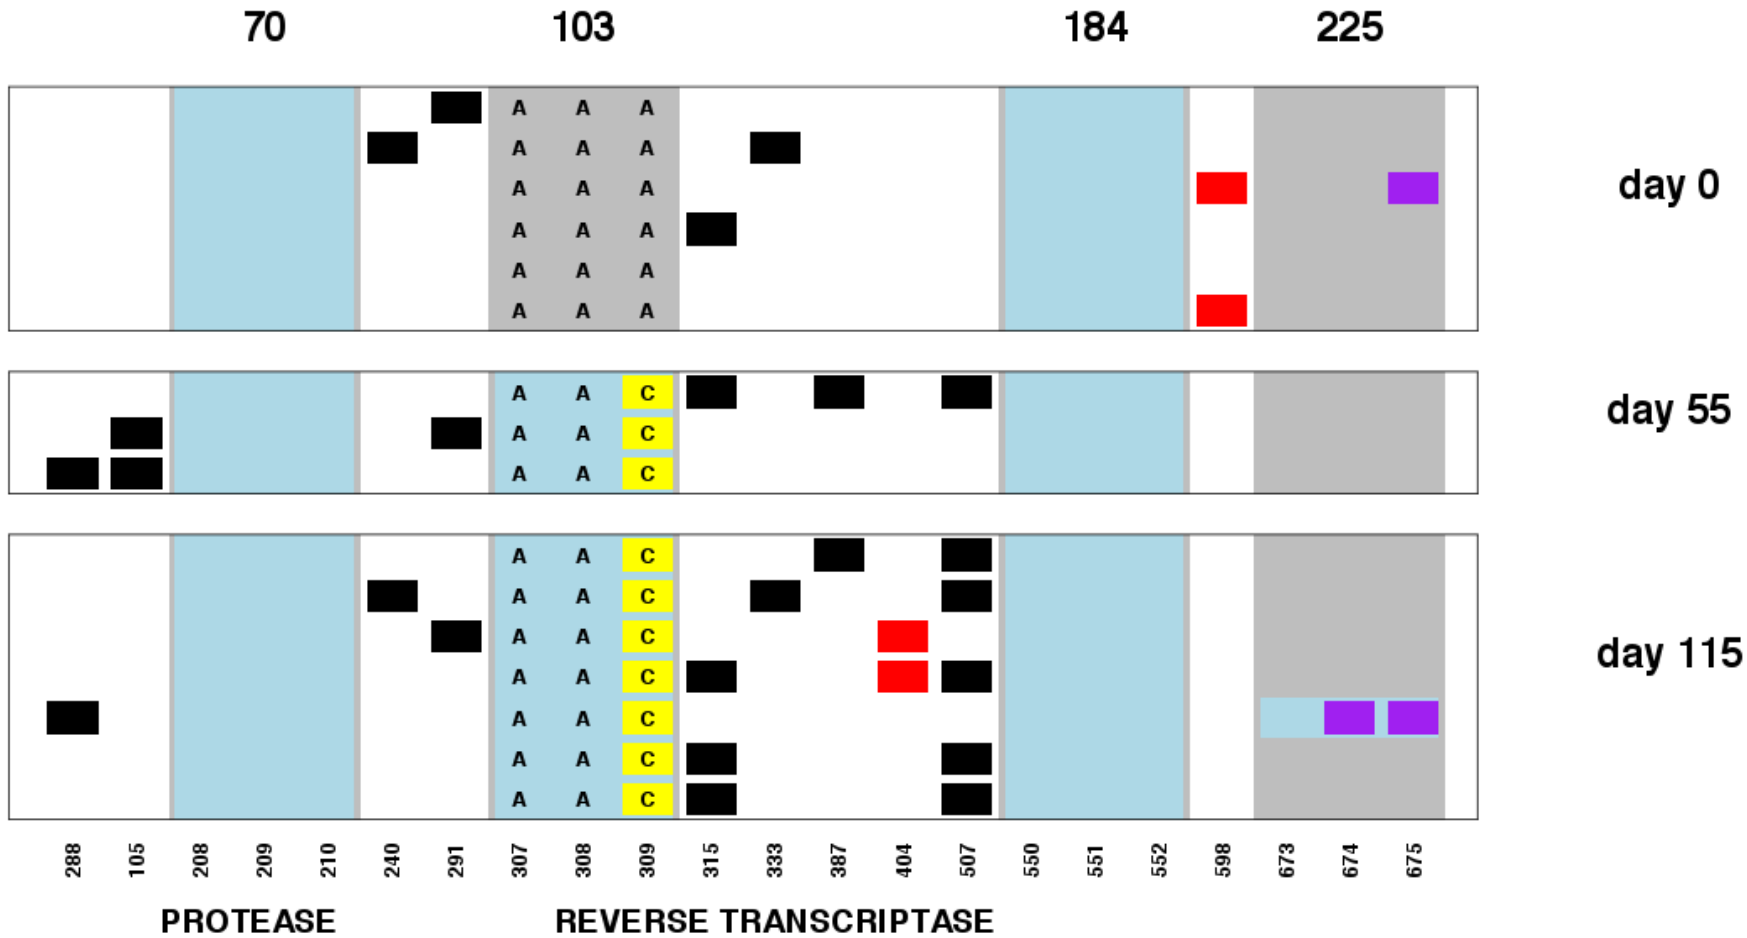 70 103 184 225
A A A
A A A
A A A
A A A
A A A
A A A
day 0
A A C
A A C
A A C
day 55
A A C
A A C
A A C
A A C
A A C
A A C
A A C
day 115
288 105 208 209 210 240 291 307 308 309 315 333 387 404 507 550 551 552 598 673 674 675
PROTEASE REVERSE TRANSCRIPTASE